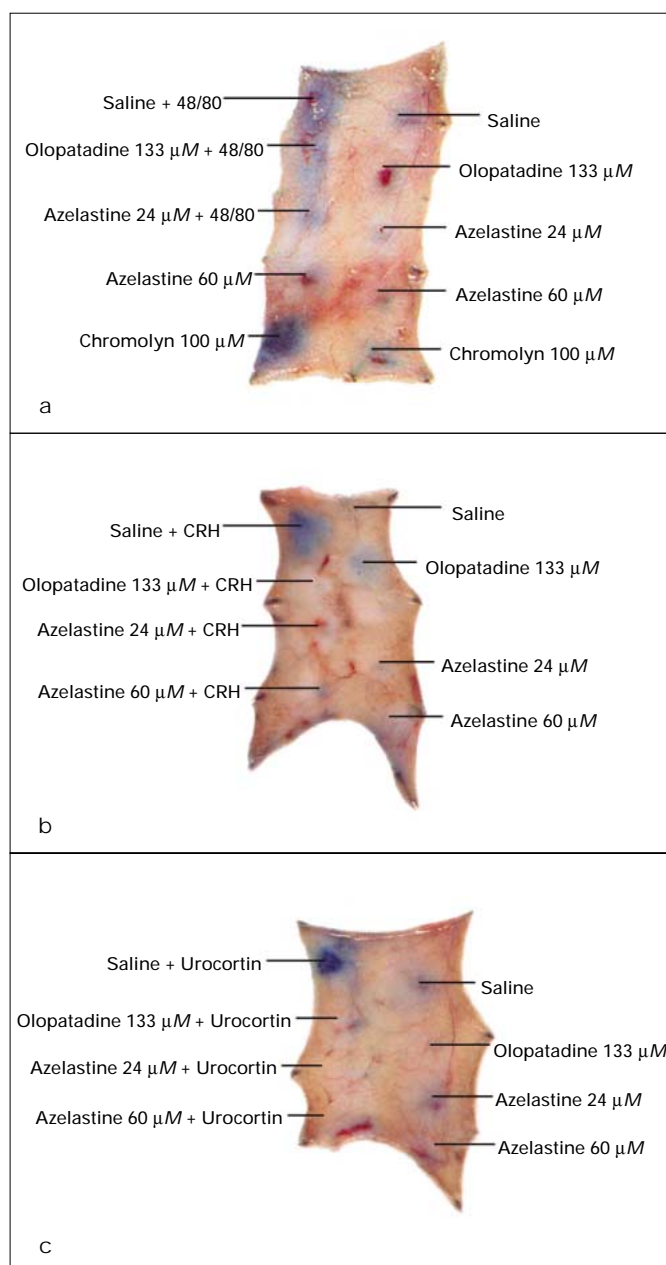 Saline + 48/80
Saline
Olopatadine 133 μM + 48/80
Olopatadine 133 μM
Azelastine 24 μM + 48/80
Azelastine 24 μM
Azelastine 60 μM
Azelastine 60 μM
Chromolyn 100 μM
Chromolyn 100 μM
a
Saline
Saline + CRH
Olopatadine 133 μM
Olopatadine 133 μM + CRH
Azelastine 24 μM + CRH
Azelastine 24 μM
Azelastine 60 μM + CRH
Azelastine 60 μM
b
Saline + Urocortin
Saline
Olopatadine 133 μM + Urocortin
Olopatadine 133 μM
Azelastine 24 μM + Urocortin
Azelastine 24 μM
Azelastine 60 μM + Urocortin
Azelastine 60 μM
c